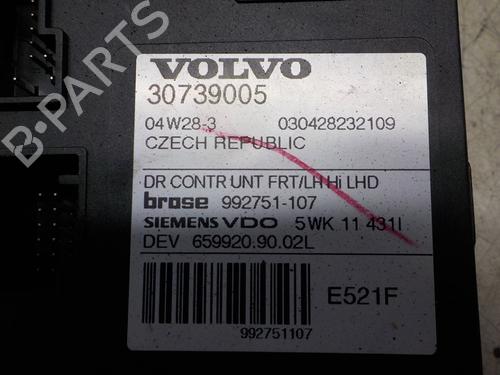 VOLVO
30739005
04W28-3 030428232109
CZECH REPUBLIC
DR CONTR UNT FRT/LH Hi LHD
brose 992751-107
SIEMENS VDO 5WK 11 431I
DEV 659920.90.02L
E521F
992751107
B-PARTS